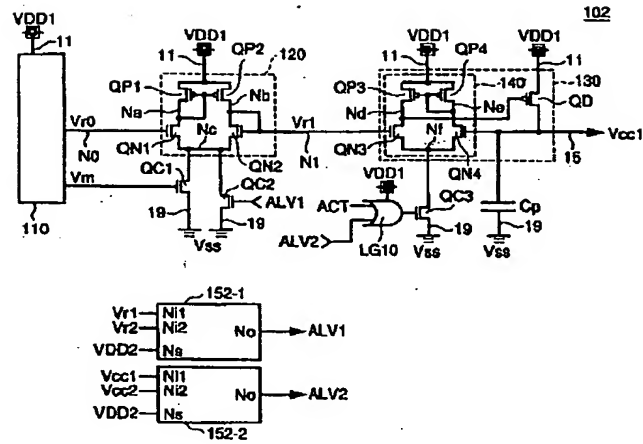 102
VDD1
VDD1
VDD1
VDD1
11
11
QP2
120
11
QP4
11
QP1
QP3
140
130
Na
Nb
Nd
Ne
QD
Vr0
Nc
Vr1
Nf
Vcc1
N0
QN1
QN2
N1
QN3
QN4
15
Vm
QC1
QC2
VDD1
ALV1
ACT
QC3
Cp
110
19
19
ALV2
LG10
19
19
Vss
Vss
Vss
152-1
Vr1 Ni1
Vr2 Ni2 No ALV1
VDD2 Ns
Vcc1 Ni1
Vcc2 Ni2 No ALV2
VDD2 Ns
152-2